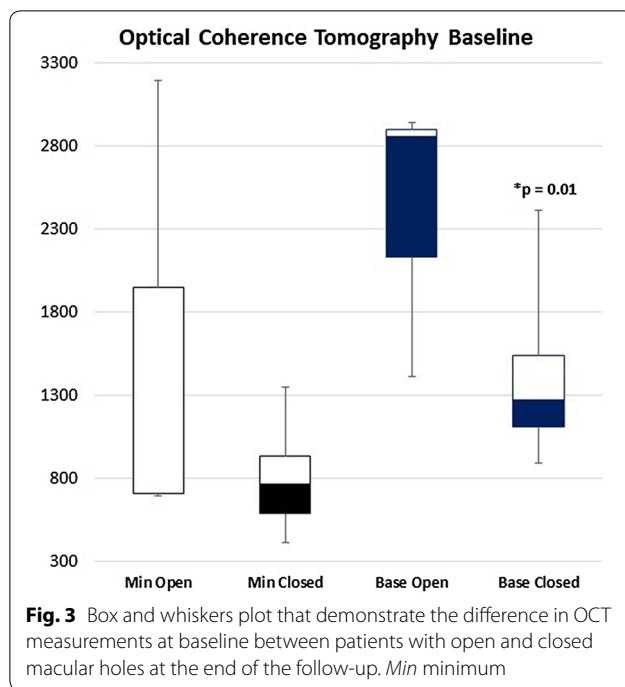 Optical Coherence Tomography Baseline
3300
2800
2300
1800
1300
800
300
*p = 0.01
Min Open Min Closed Base Open Base Closed
Fig. 3 Box and whiskers plot that demonstrate the difference in OCT
measurements at baseline between patients with open and closed
macular holes at the end of the follow-up. Min minimum